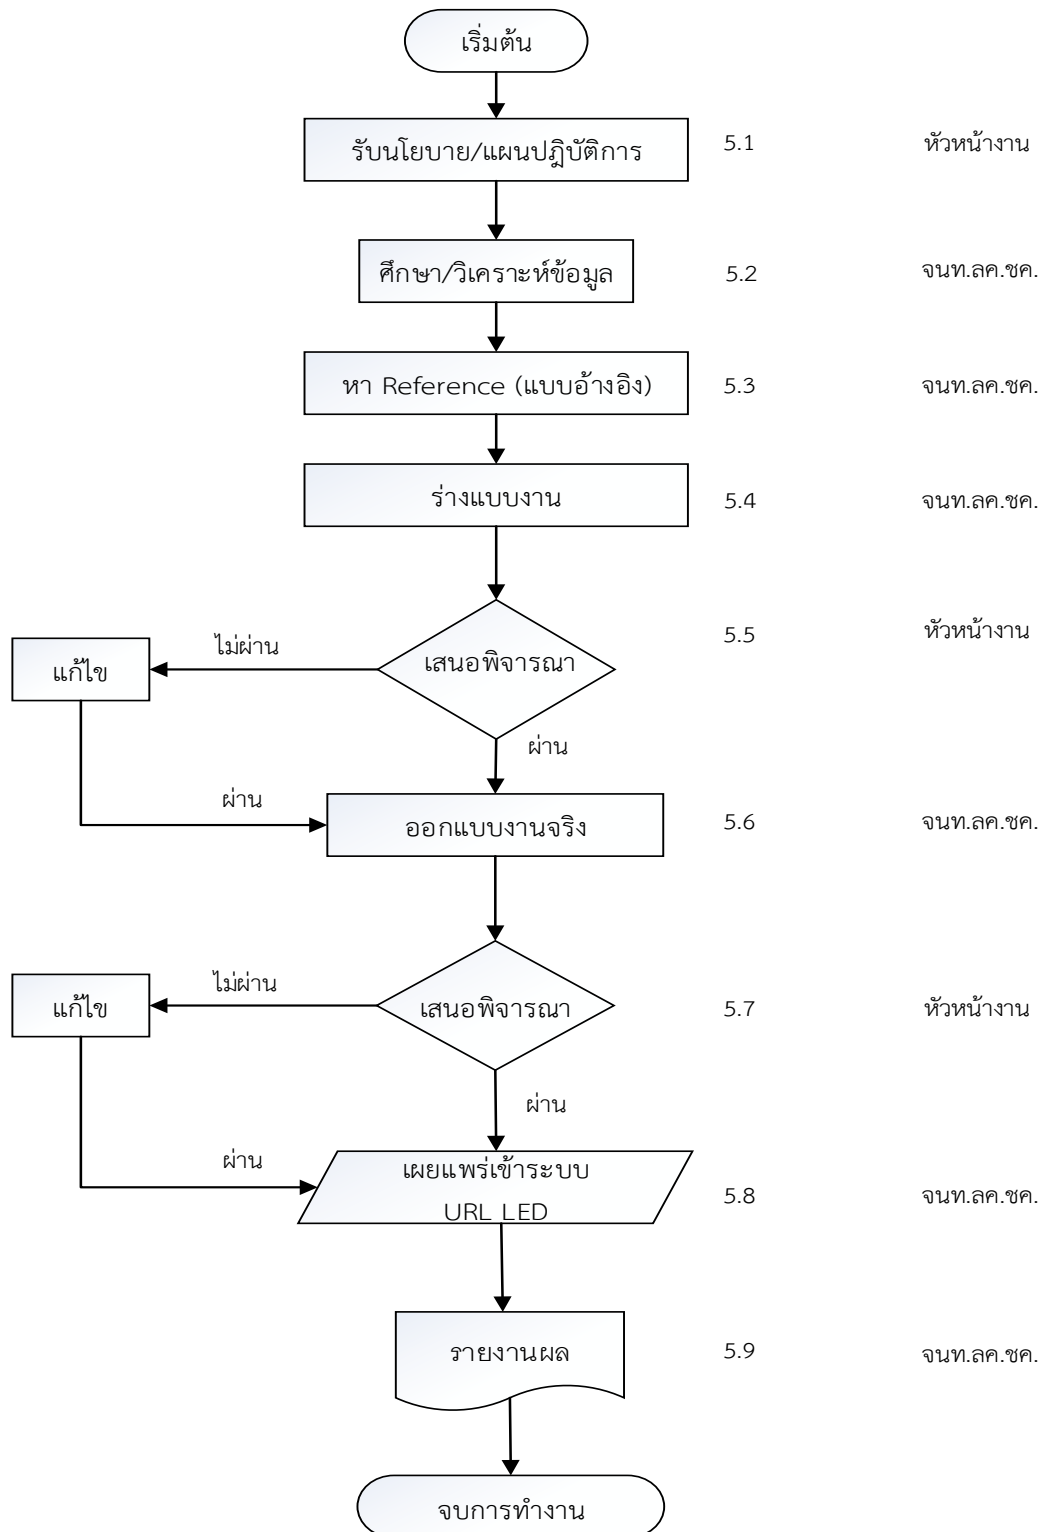 เริ่มต้น
รับนโยบาย/แผนปฎิบัติการ
5.1
หัวหน้างาน
ศึกษา/วิเคราะห์ข้อมูล
5.2
จนท.ลค.ชค.
หา Reference (แบบอ้างอิง)
5.3
จนท.ลค.ชค.
ร่างแบบงาน
5.4
จนท.ลค.ชค.
เสนอพิจารณา
5.5
หัวหน้างาน
ไม่ผ่าน
แก้ไข
ผ่าน
ผ่าน
ออกแบบงานจริง
5.6
จนท.ลค.ชค.
เสนอพิจารณา
5.7
หัวหน้างาน
ไม่ผ่าน
แก้ไข
ผ่าน
ผ่าน
เผยแพร่เข้าระบบ
URL LED
5.8
จนท.ลค.ชค.
รายงานผล
5.9
จนท.ลค.ชค.
จบการทำงาน